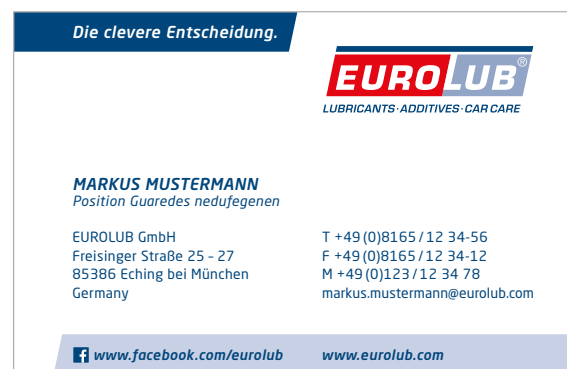 Die clevere Entscheidung.
EUROLUB®
LUBRICANTS·ADDITIVES·CAR CARE
MARKUS MUSTERMANN
Position Guaredes nedufegenen
EUROLUB GmbH
Freisinger Straße 25 – 27
85386 Eching bei München
Germany
T +49 (0)8165 / 12 34-56
F +49 (0)8165 / 12 34-12
M +49 (0)123 / 12 34 78
markus.mustermann@eurolub.com
www.facebook.com/eurolub
www.eurolub.com